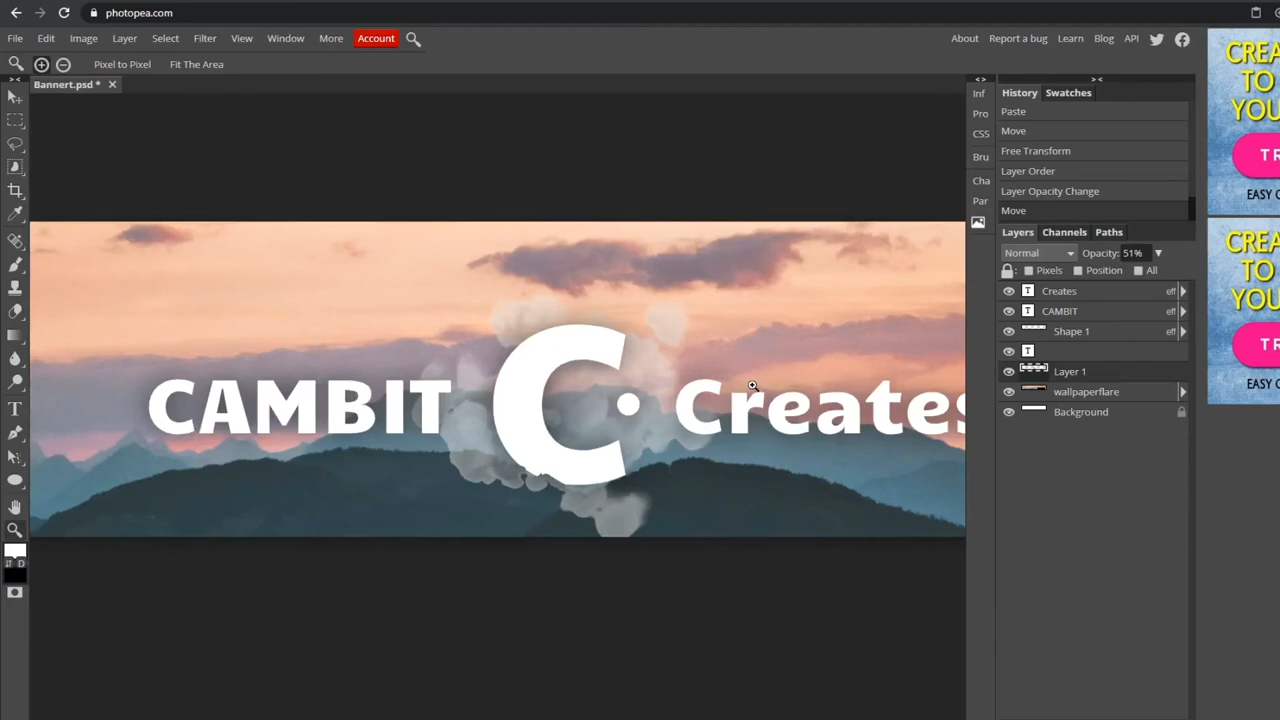 photopea.com
File Edit Image Layer Select Filter View Window More Account
About Report a bug Learn Blog API
Pixel to Pixel Fit The Area
Bannert.psd *
CAMBIT C Creates
Inf
Pro
CSS
Bru
Cha
Par
> <
< >
> <
History Swatches
Paste
Move
Free Transform
Layer Order
Layer Opacity Change
Move
Layers Channels Paths
Normal Opacity: 51%
Pixels Position All
T Creates eff
T CAMBIT eff
Shape 1 eff
T
Layer 1
wallpaperflare
Background
T
D
CREA
TO
YOU
TR
EASY C
CREA
TO
YOU
TR
EASY C